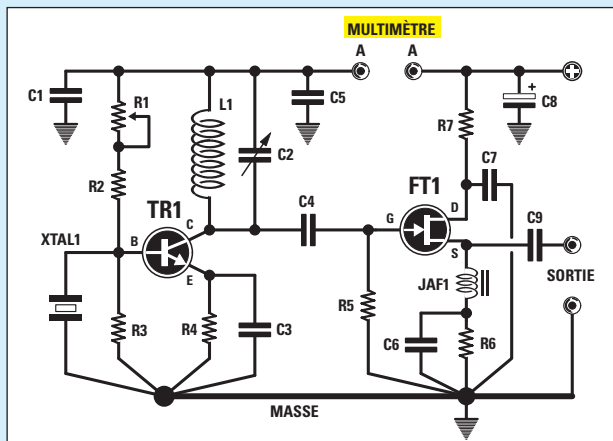 MULTIMÈTRE
A A
C1 R1 L1 C2 C5 R7 + C8
R2 TR1 C4 FT1 C7
XTAL1 B C E G D S C9
R3 R4 C3 R5 JAF1 SORTIE
C6 R6
MASSE